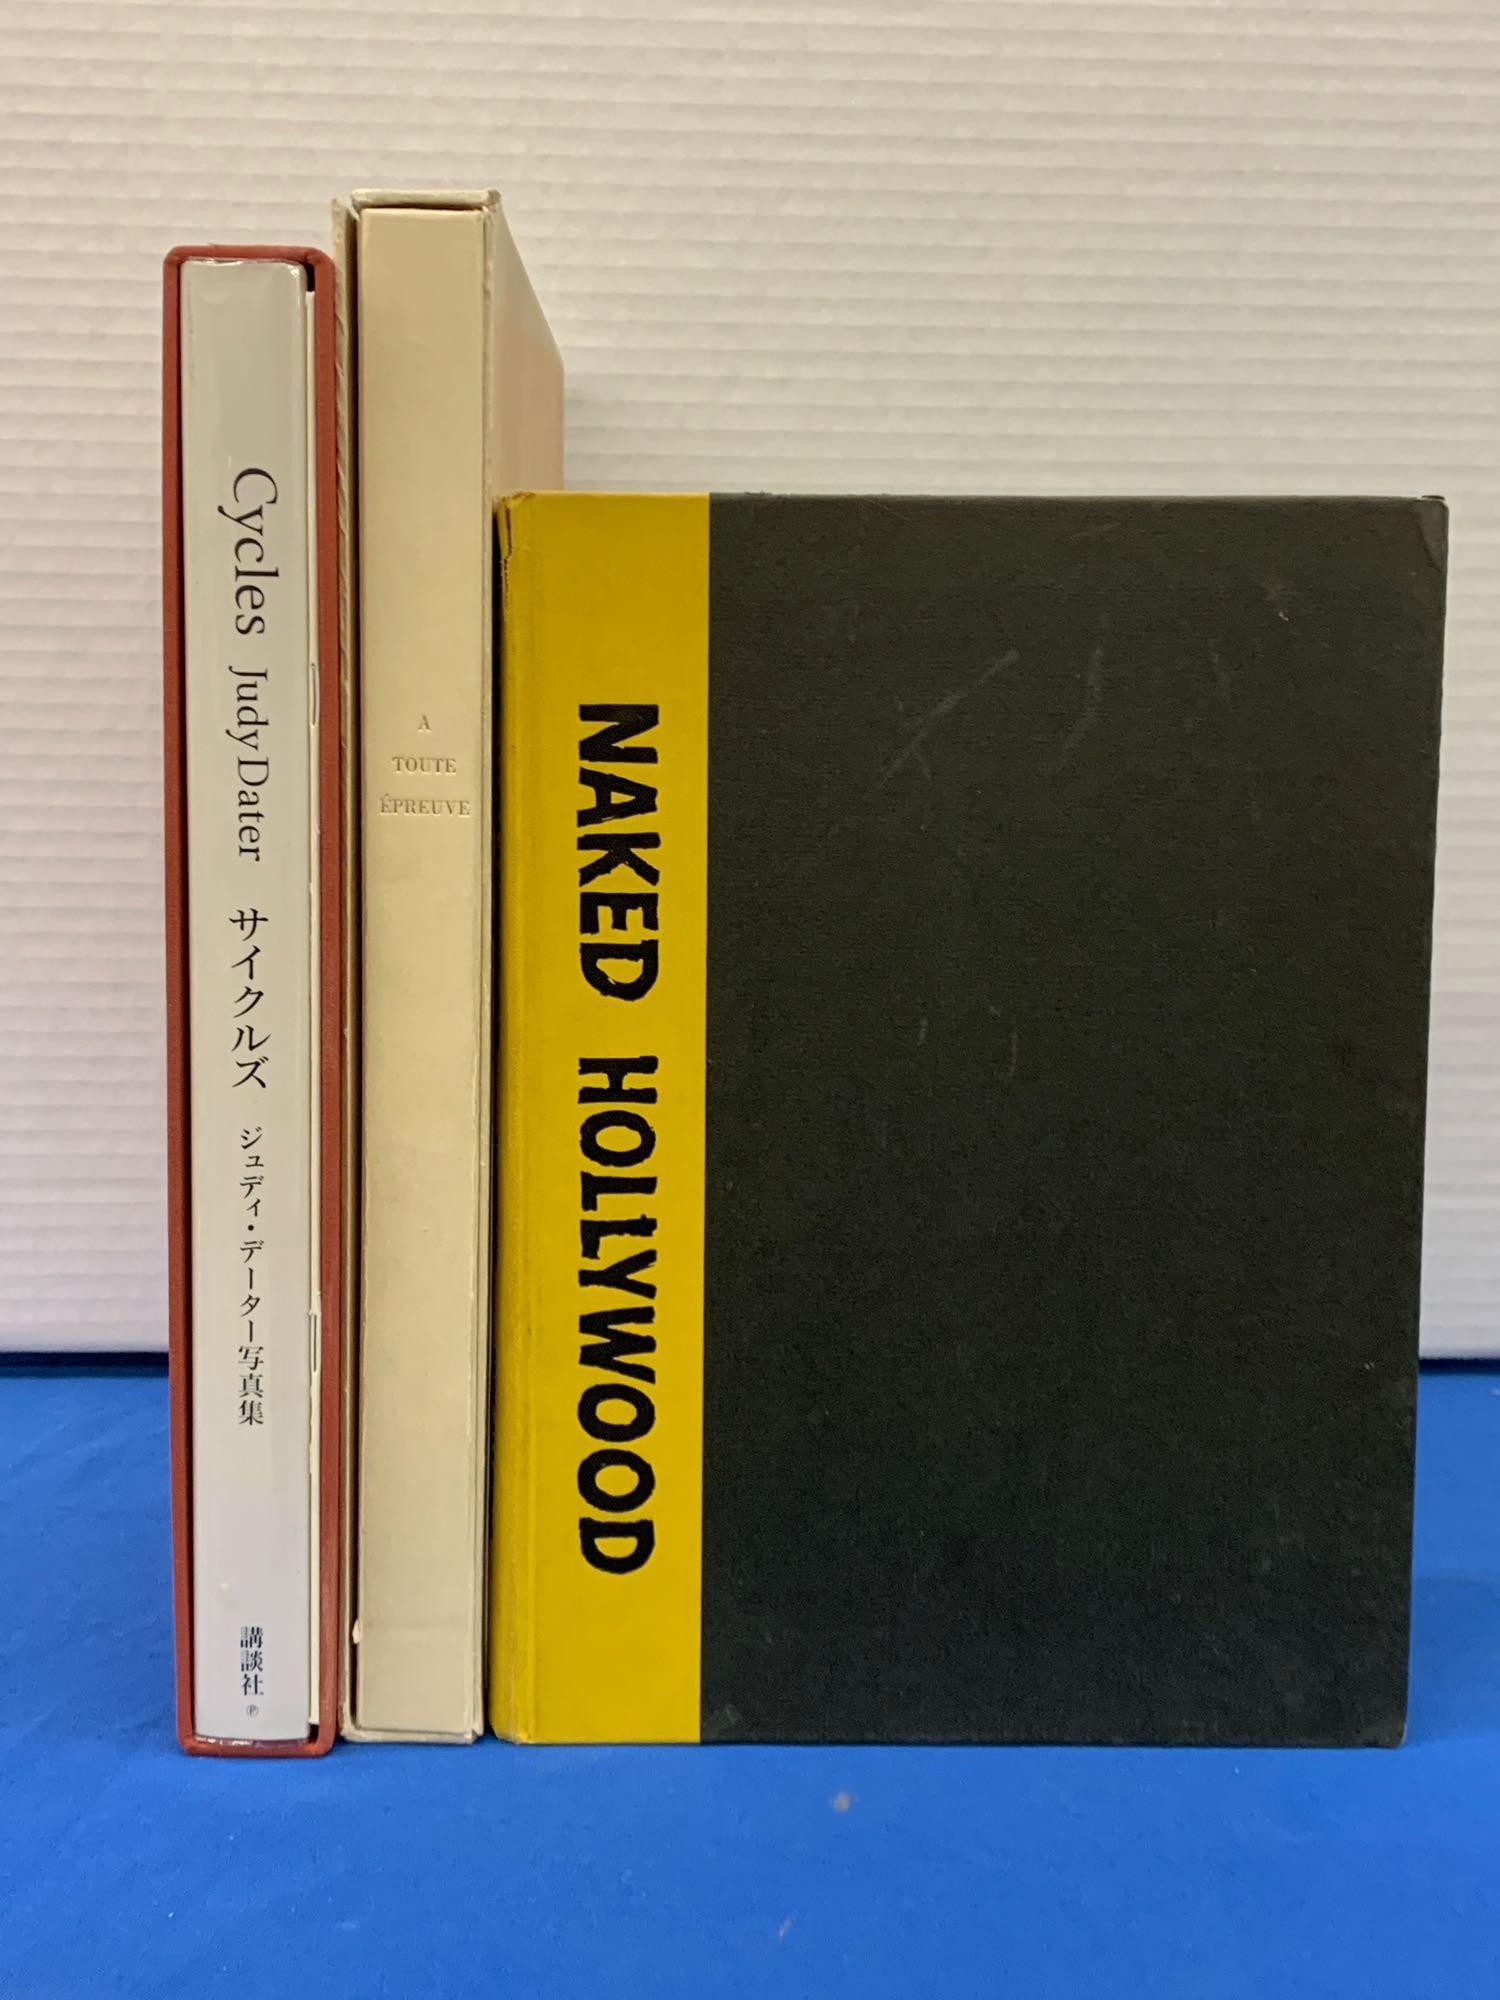 Cycles Judy Dater サイクルズ ジュディ・データー写真集
講談社 Ⓟ
A
TOUTE
ÉPREUVE
NAKED HOLLYWOOD